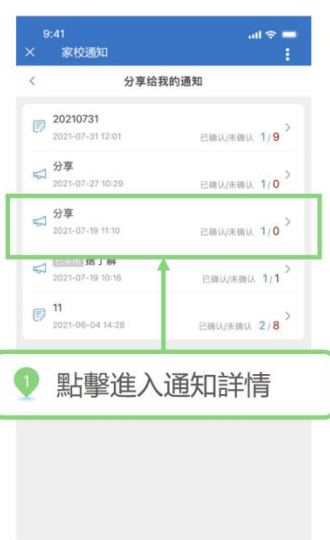 9:41
家校通知
分享给我的通知
20210731
2021-07-31 12:01 已确认/未确认 1/9
分享
2021-07-27 10:29 已确认/未确认 1/0
分享
2021-07-19 11:10 已确认/未确认 1/0
据了解
2021-07-19 10:16 已确认/未确认 1/1
11
2021-06-04 14:28 已确认/未确认 2/8
1 點擊進入通知詳情